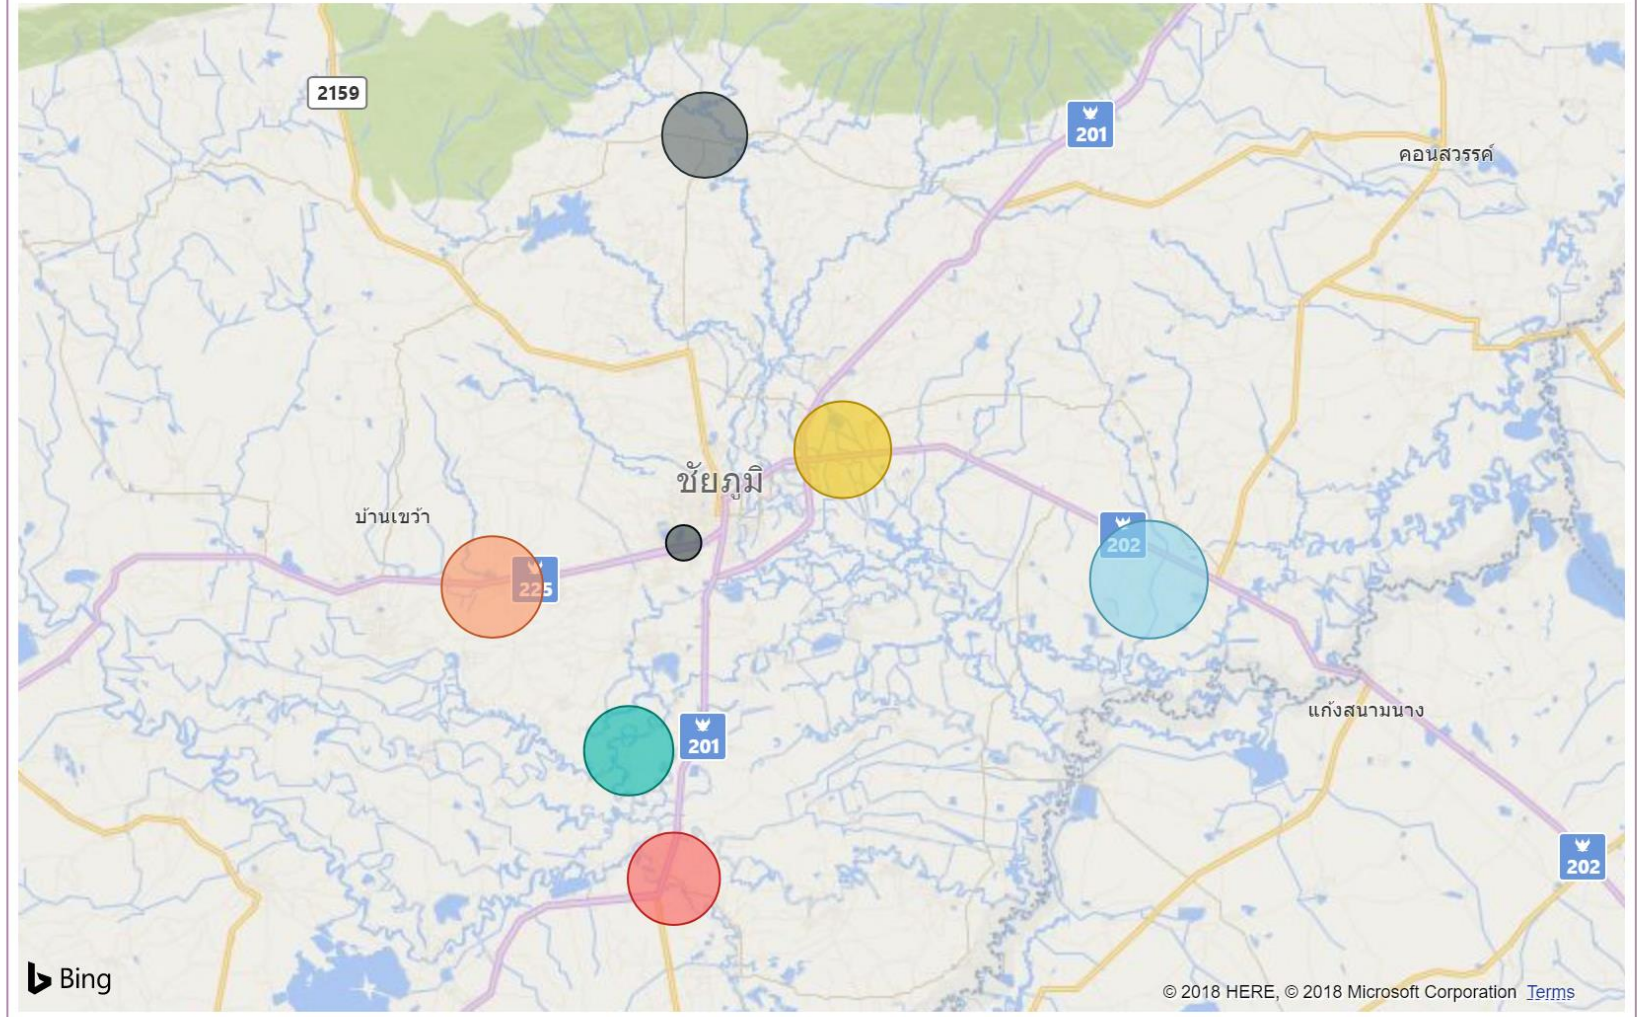 2159
201
คอนสวรรค์
ชัยภูมิ
บ้านเขว้า
202
225
แก้งสนามนาง
201
202
Bing
© 2018 HERE, © 2018 Microsoft Corporation Terms